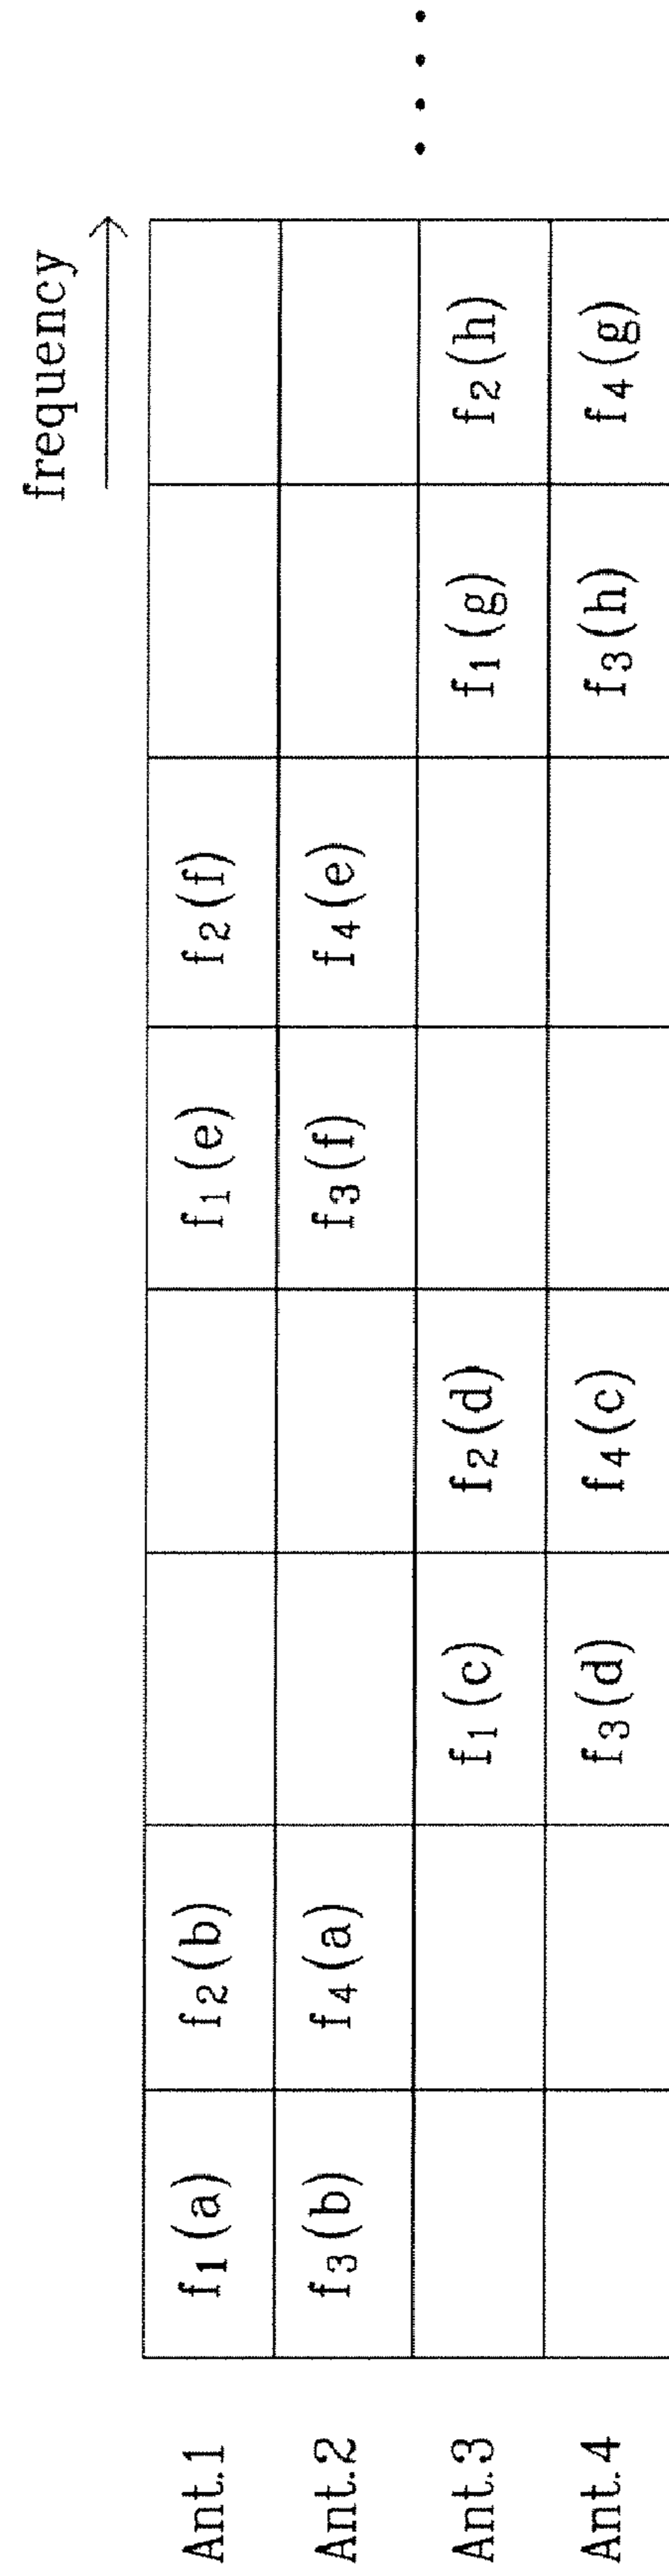 frequency
Ant.1 f1(a) f2(b) f1(e) f2(f)
Ant.2 f3(b) f4(a) f3(f) f4(e)
Ant.3 f1(c) f2(d) f1(g) f2(h)
Ant.4 f3(d) f4(c) f3(h) f4(g)